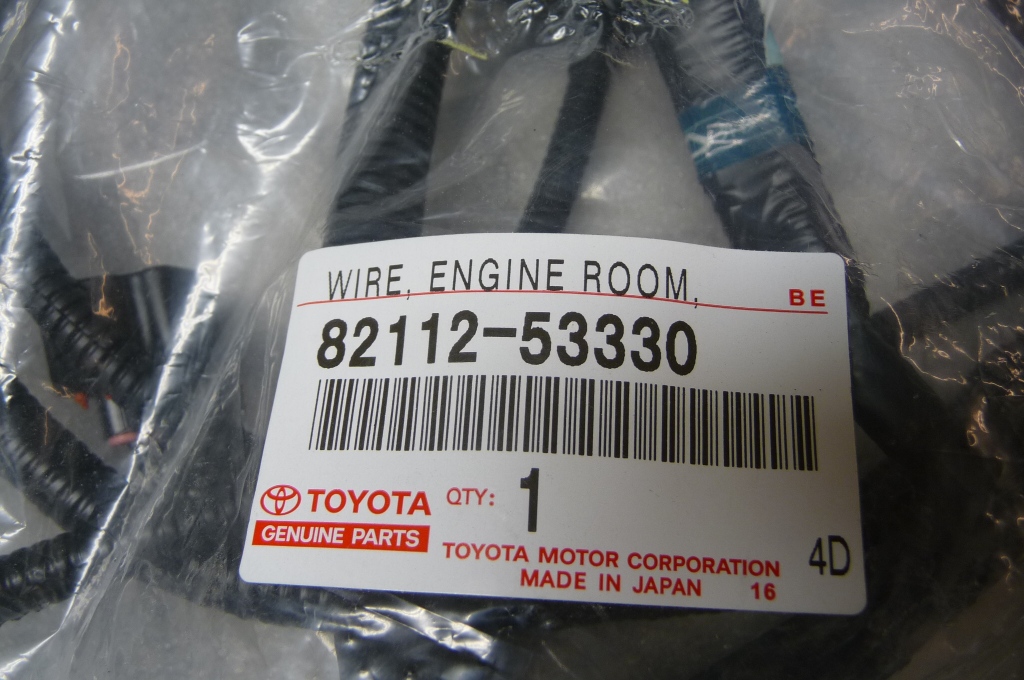 WIRE, ENGINE ROOM,
BE
82112-53330
TOYOTA QTY: 1
GENUINE PARTS
TOYOTA MOTOR CORPORATION 4D
MADE IN JAPAN 16